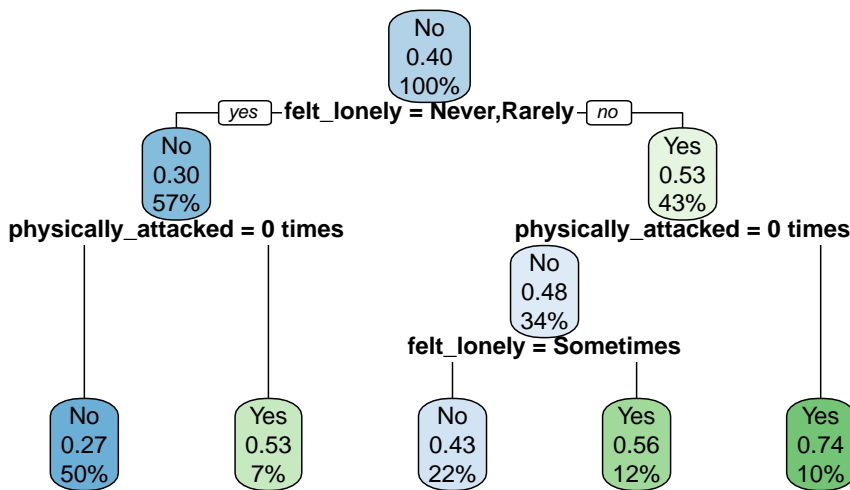 No
0.40
100%
yes felt_lonely = Never,Rarely no
No
0.30
57%
Yes
0.53
43%
physically_attacked = 0 times
physically_attacked = 0 times
No
0.48
34%
felt_lonely = Sometimes
No
0.27
50%
Yes
0.53
7%
No
0.43
22%
Yes
0.56
12%
Yes
0.74
10%